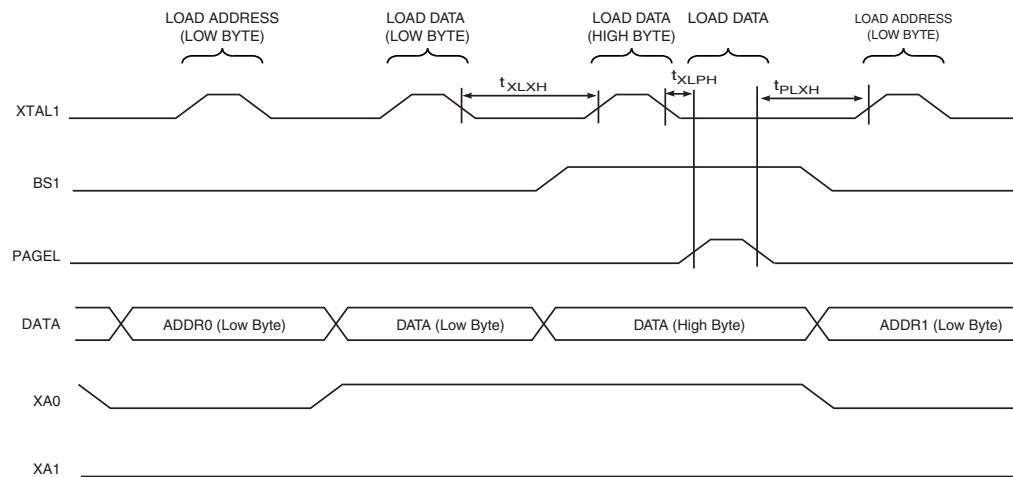 LOAD ADDRESS
(LOW BYTE)
LOAD DATA
(LOW BYTE)
LOAD DATA
(HIGH BYTE)
LOAD DATA
LOAD ADDRESS
(LOW BYTE)
tXLXH
tXLPH
tPLXH
XTAL1
BS1
PAGEL
DATA
ADDR0 (Low Byte)
DATA (Low Byte)
DATA (High Byte)
ADDR1 (Low Byte)
XA0
XA1